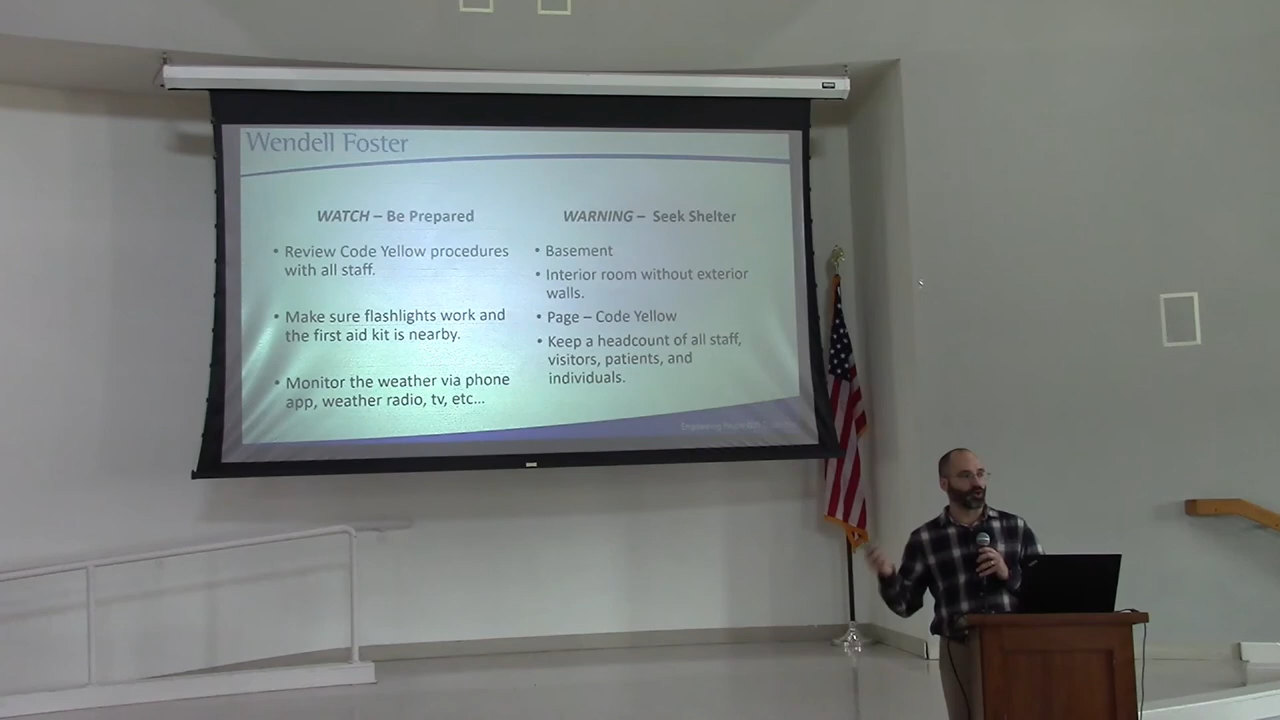 Wendell Foster
WATCH – Be Prepared
• Review Code Yellow procedures
with all staff.
• Make sure flashlights work and
the first aid kit is nearby.
• Monitor the weather via phone
app, weather radio, tv, etc...
WARNING – Seek Shelter
• Basement
• Interior room without exterior
walls.
• Page – Code Yellow
• Keep a headcount of all staff,
visitors, patients, and
individuals.
Empowering